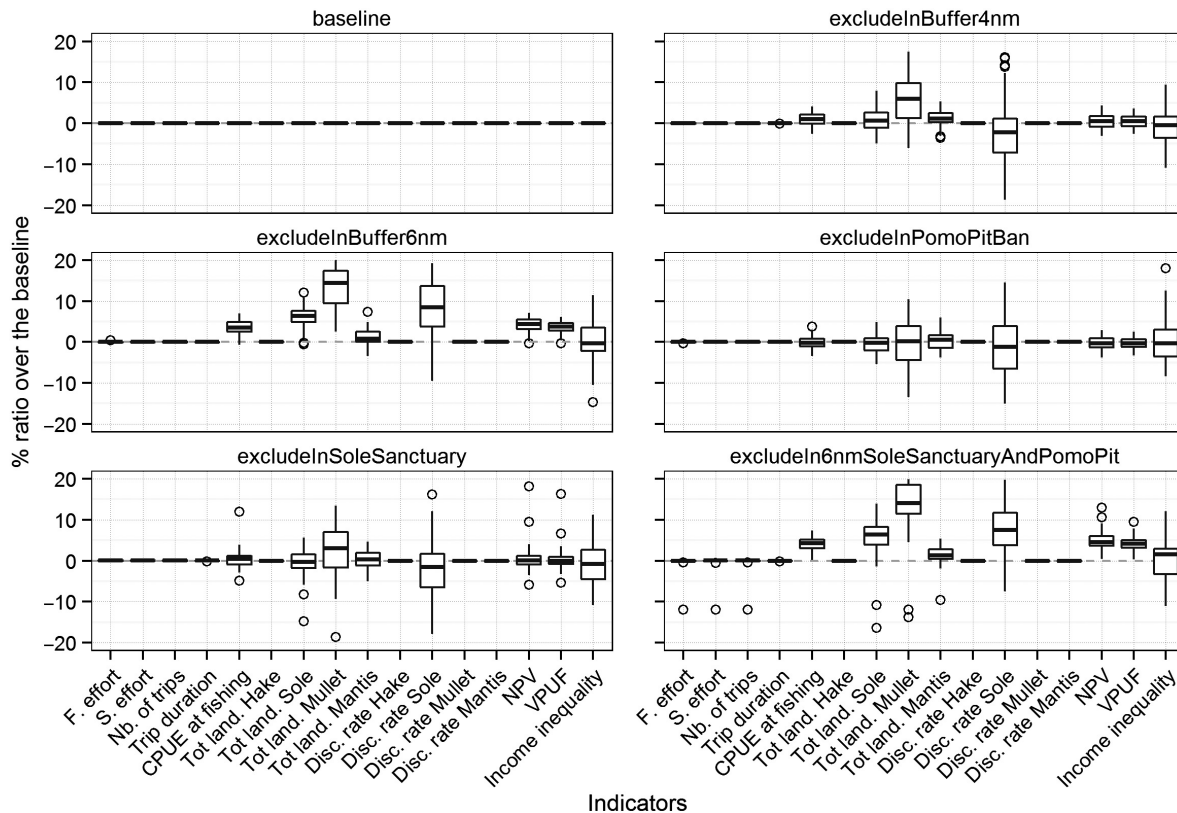 baseline
excludeInBuffer4nm
20
10
0
−10
−20
excludeInBuffer6nm
excludeInPomoPitBan
20
10
0
−10
−20
excludeInSoleSanctuary
excludeIn6nmSoleSanctuaryAndPomoPit
20
10
0
−10
−20
% ratio over the baseline
F. effort
S. effort
Nb. of trips
Trip duration
CPUE at fishing
Tot land. Hake
Tot land. Sole
Tot land. Mullet
Tot land. Mantis
Disc. rate Hake
Disc. rate Sole
Disc. rate Mullet
Disc. rate Mantis
NPV
VPUF
Income inequality
F. effort
S. effort
Nb. of trips
Trip duration
CPUE at fishing
Tot land. Hake
Tot land. Sole
Tot land. Mullet
Tot land. Mantis
Disc. rate Hake
Disc. rate Sole
Disc. rate Mullet
Disc. rate Mantis
NPV
VPUF
Income inequality
Indicators